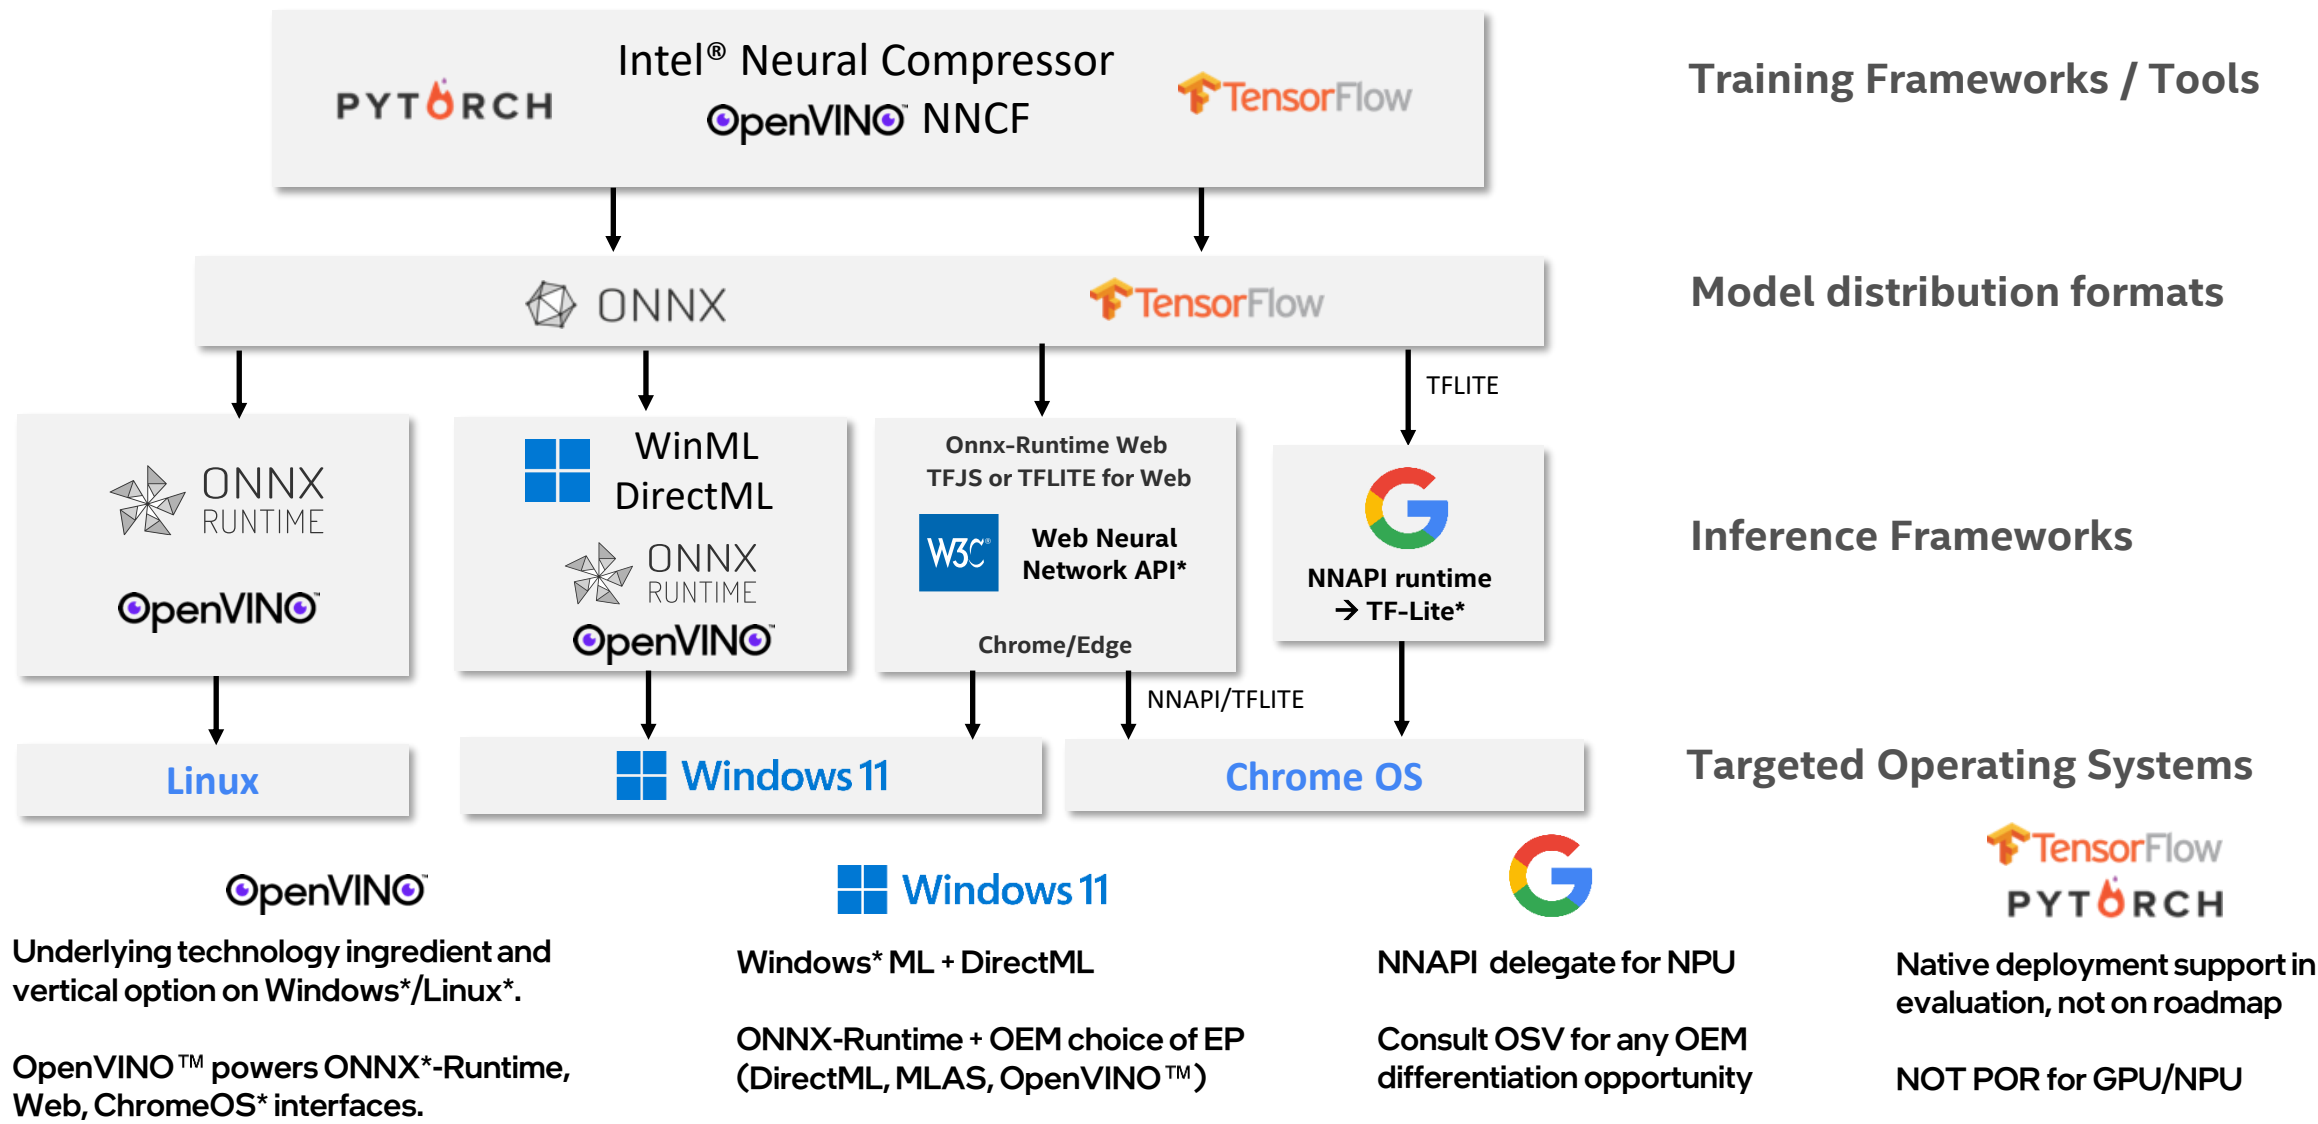 Intel® Neural Compressor
PYTORCH
OpenVINO™ NNCF
TensorFlow
Training Frameworks / Tools
ONNX
TensorFlow
Model distribution formats
TFLITE
ONNX
RUNTIME
OpenVINO™
WinML
DirectML
ONNX
RUNTIME
OpenVINO™
Onnx-Runtime Web
TFJS or TFLITE for Web
W3C®
Web Neural
Network API*
Chrome/Edge
NNAPI runtime
→ TF-Lite*
Inference Frameworks
NNAPI/TFLITE
Linux
Windows 11
Chrome OS
Targeted Operating Systems
OpenVINO™
Underlying technology ingredient and
vertical option on Windows*/Linux*.
OpenVINO™ powers ONNX*-Runtime,
Web, ChromeOS* interfaces.
Windows 11
Windows* ML + DirectML
ONNX-Runtime + OEM choice of EP
(DirectML, MLAS, OpenVINO™)
G
NNAPI delegate for NPU
Consult OSV for any OEM
differentiation opportunity
TensorFlow
PYTORCH
Native deployment support in
evaluation, not on roadmap
NOT POR for GPU/NPU